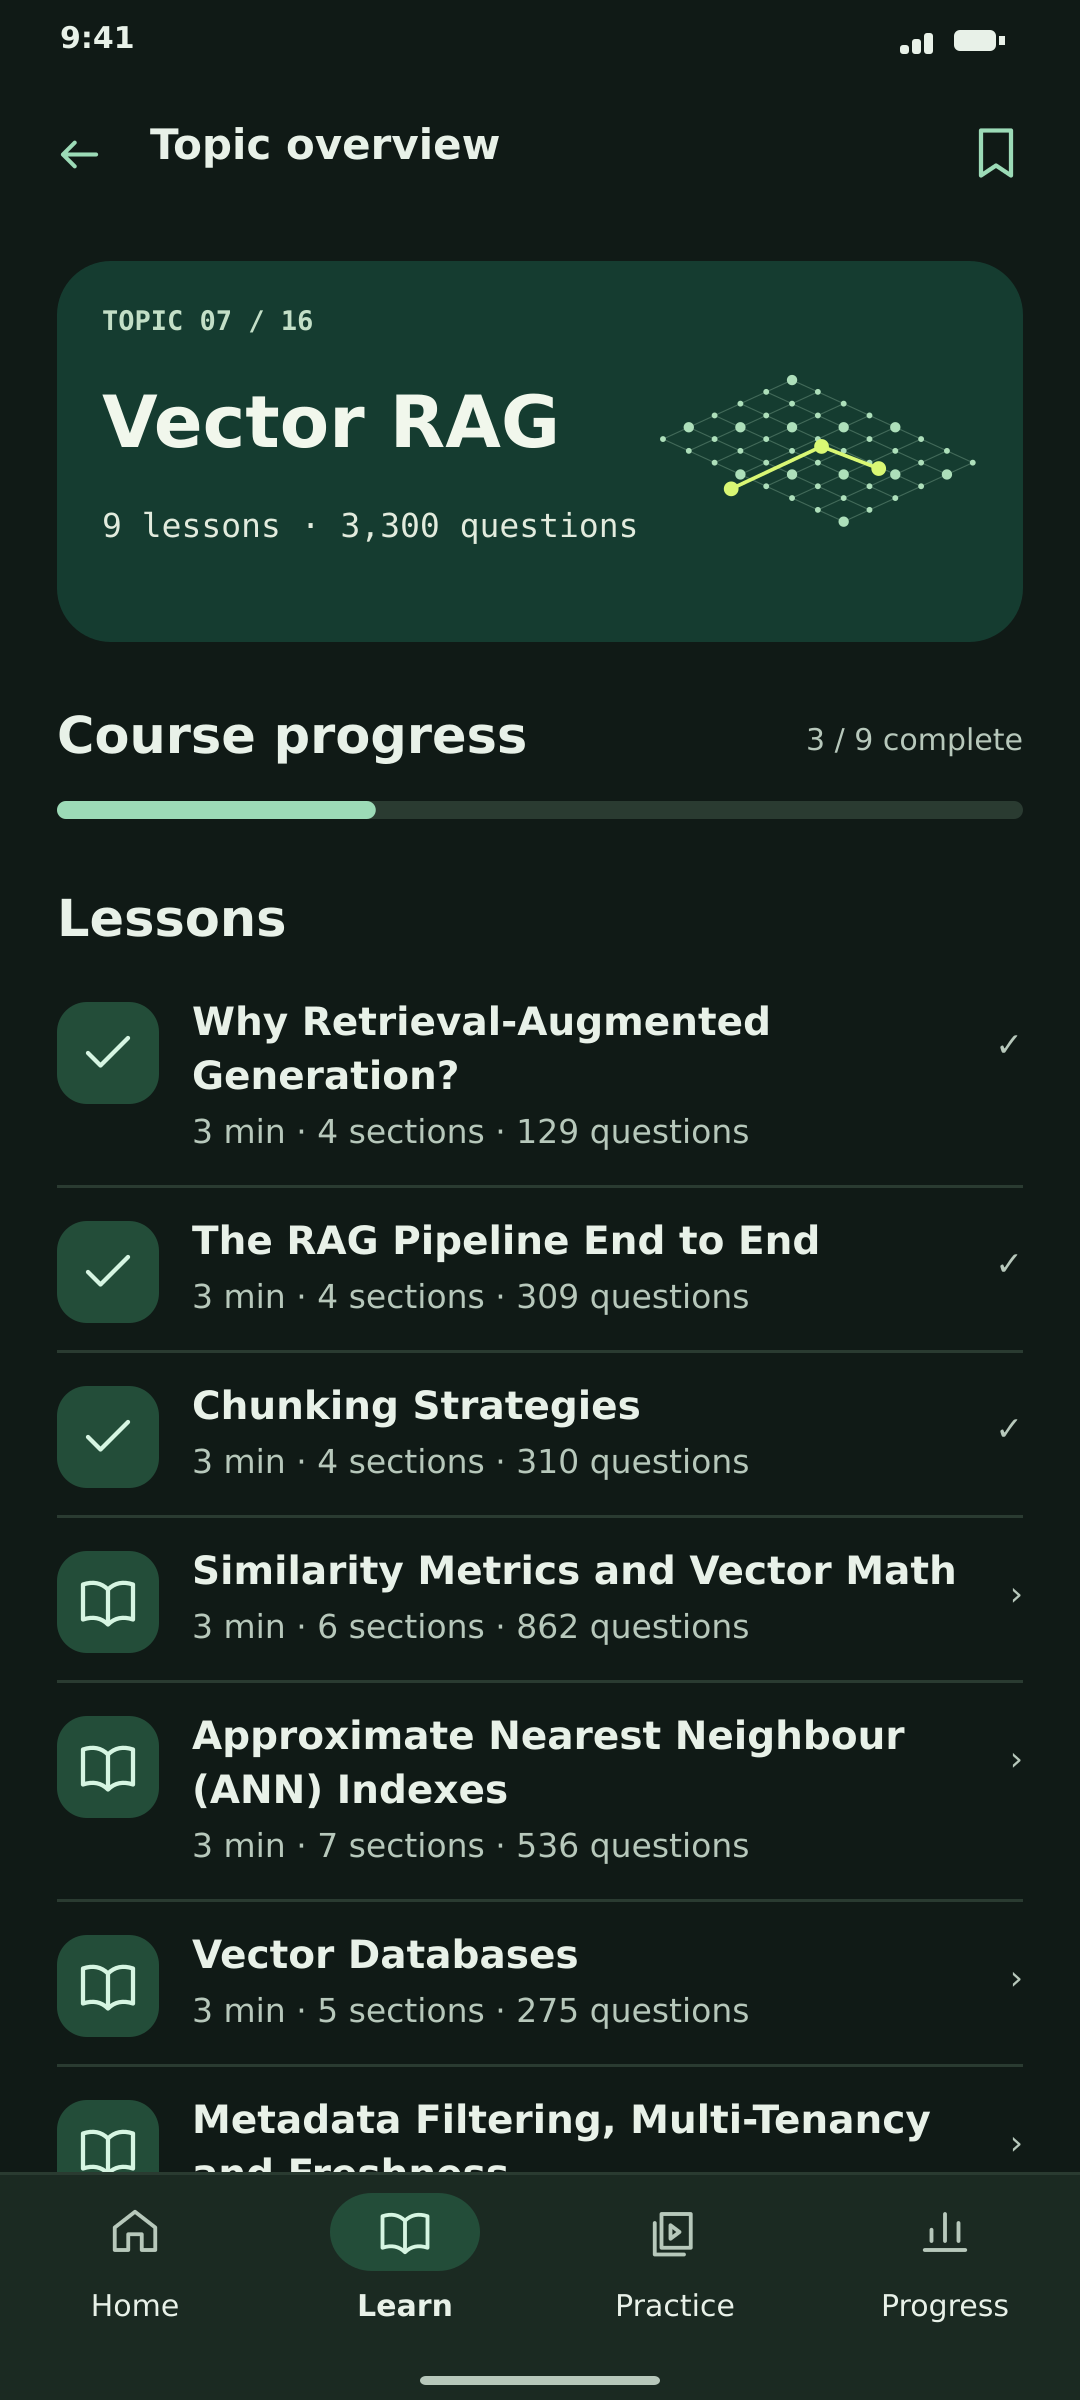 9:41
Topic overview
TOPIC 07 / 16
Vector RAG
9 lessons · 3,300 questions
Course progress
3 / 9 complete
Lessons
Why Retrieval-Augmented
Generation?
✓
3 min · 4 sections · 129 questions
The RAG Pipeline End to End
✓
3 min · 4 sections · 309 questions
Chunking Strategies
✓
3 min · 4 sections · 310 questions
Similarity Metrics and Vector Math
›
3 min · 6 sections · 862 questions
Approximate Nearest Neighbour
›
(ANN) Indexes
3 min · 7 sections · 536 questions
Vector Databases
›
3 min · 5 sections · 275 questions
Metadata Filtering, Multi-Tenancy
›
and Freshness
Home
Learn
Practice
Progress